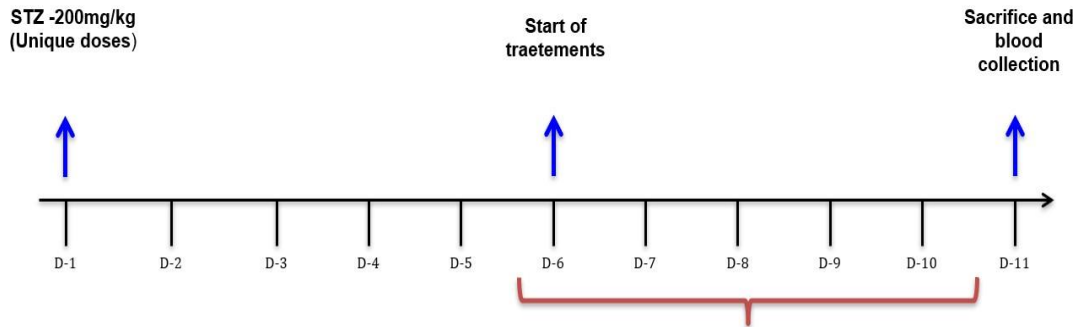 STZ -200mg/kg
(Unique doses)
Start of
traetements
Sacrifice and
blood
collection
D-1 D-2 D-3 D-4 D-5 D-6 D-7 D-8 D-9 D-10 D-11